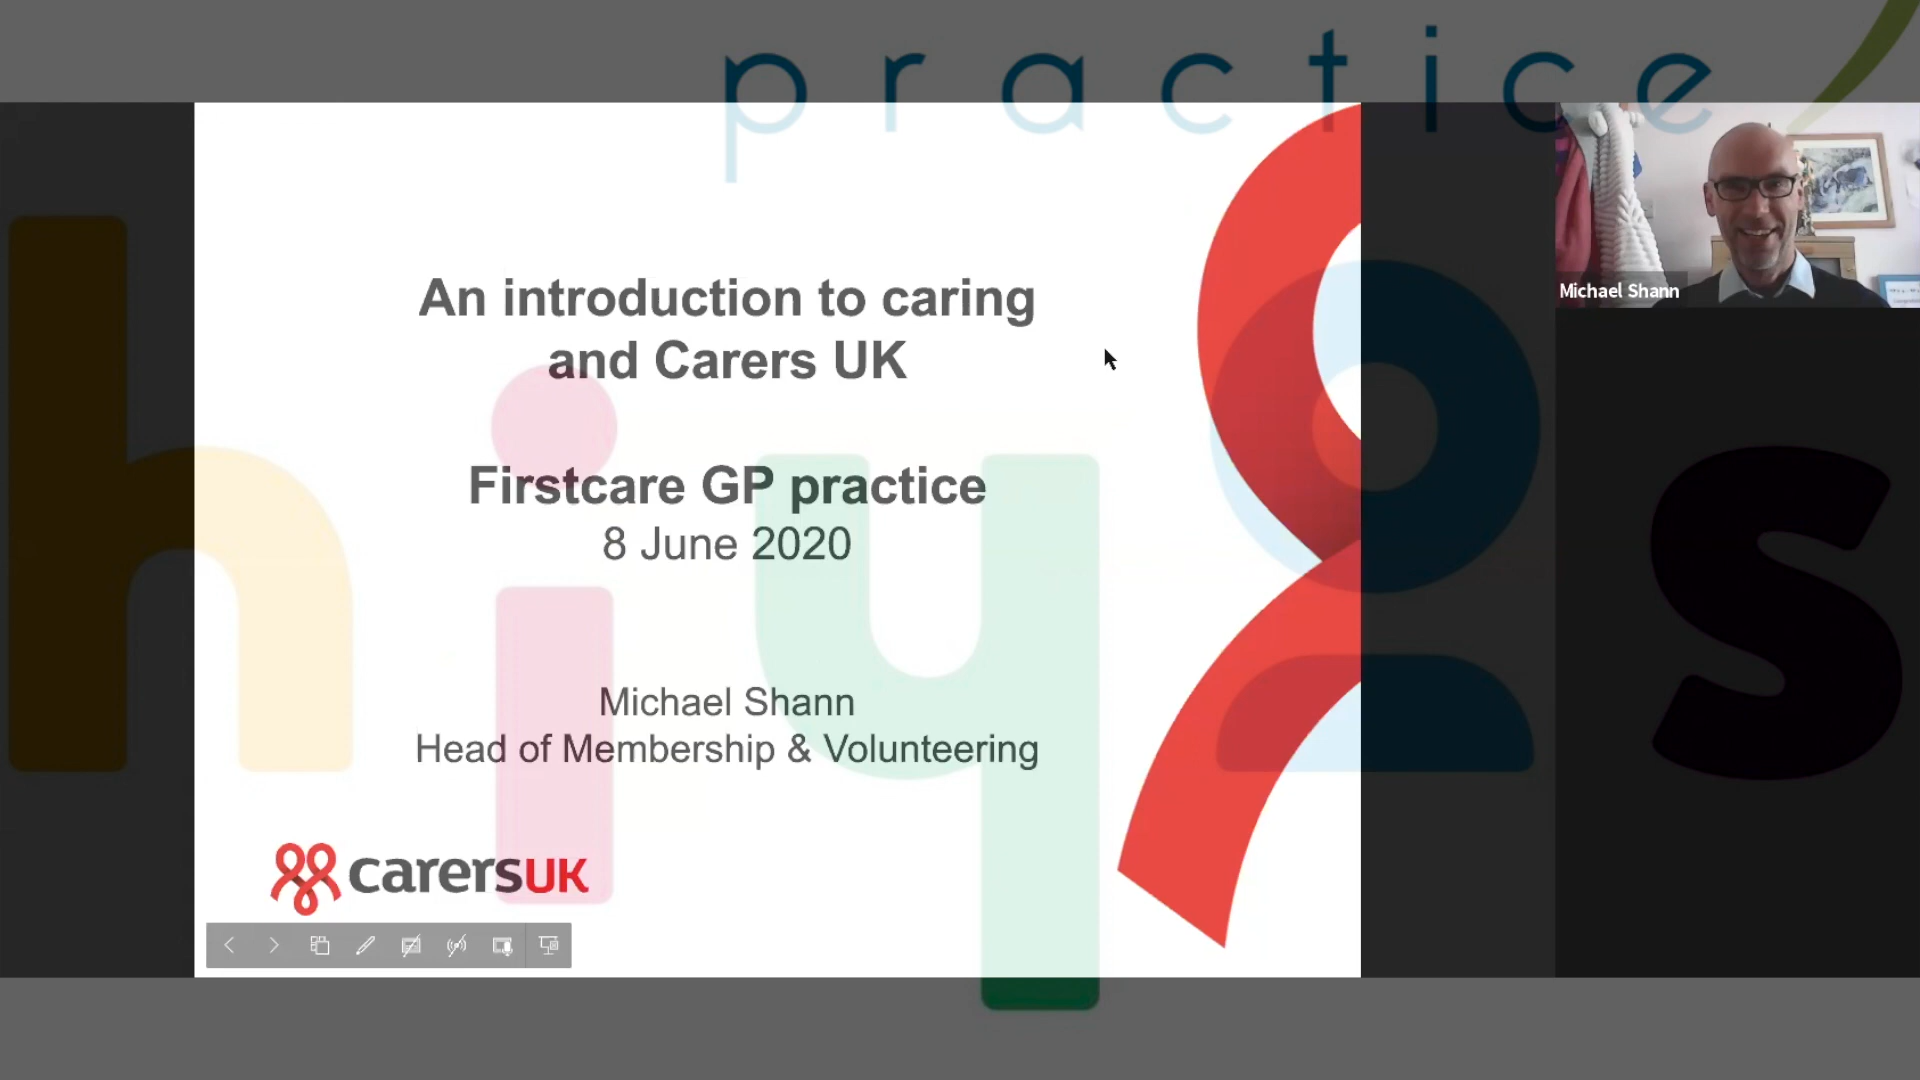 practice
Michael Shann
An introduction to caring
and Carers UK
Firstcare GP practice
8 June 2020
Michael Shann
Head of Membership & Volunteering
carersUK